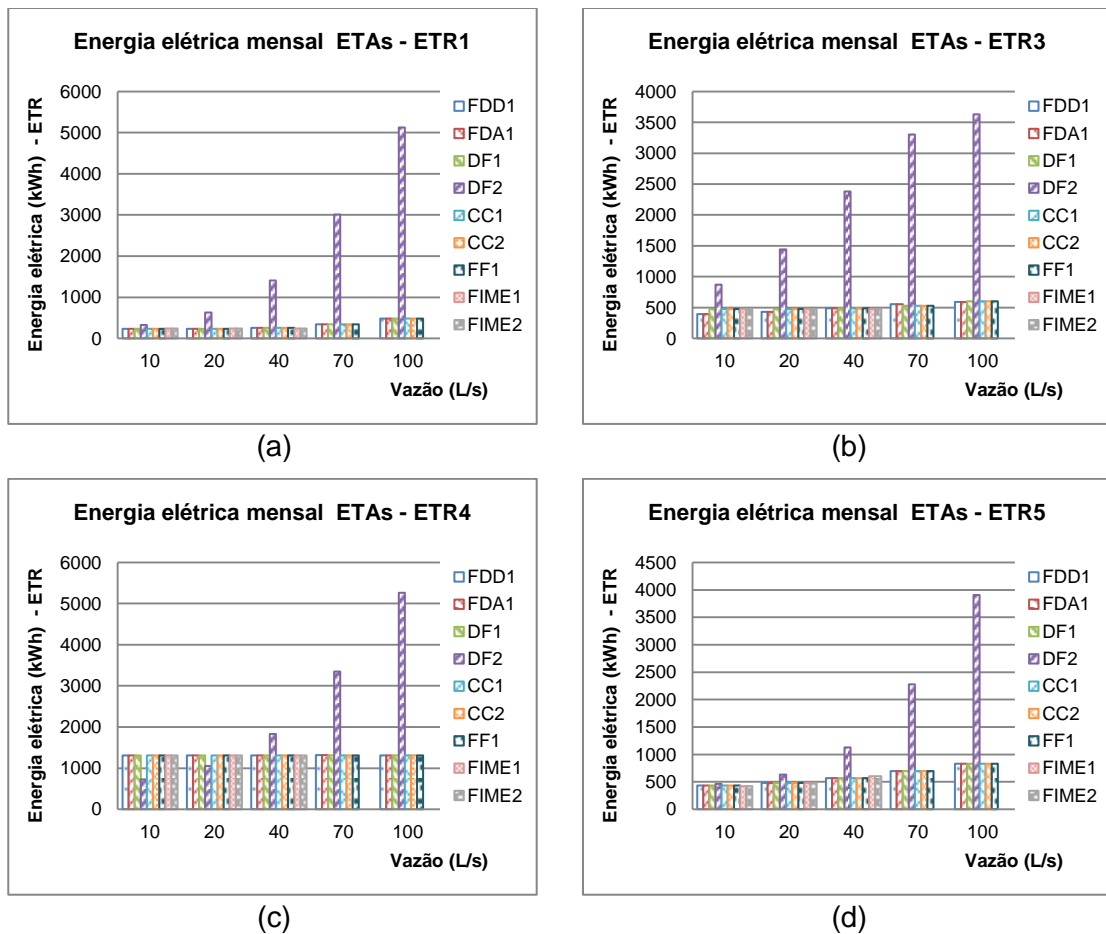 Energia elétrica mensal ETAs - ETR1
Energia elétrica (kWh) - ETR
6000
5000
4000
3000
2000
1000
0
10 20 40 70 100
Vazão (L/s)
FDD1
FDA1
DF1
DF2
CC1
CC2
FF1
FIME1
FIME2
(a)
Energia elétrica mensal ETAs - ETR3
Energia elétrica (kWh) - ETR
4000
3500
3000
2500
2000
1500
1000
500
0
10 20 40 70 100
Vazão (L/s)
FDD1
FDA1
DF1
DF2
CC1
CC2
FF1
FIME1
FIME2
(b)
Energia elétrica mensal ETAs - ETR4
Energia elétrica (kWh) - ETR
6000
5000
4000
3000
2000
1000
0
10 20 40 70 100
Vazão (L/s)
FDD1
FDA1
DF1
DF2
CC1
CC2
FF1
FIME1
FIME2
(c)
Energia elétrica mensal ETAs - ETR5
Energia elétrica (kWh) - ETR
4500
4000
3500
3000
2500
2000
1500
1000
500
0
10 20 40 70 100
Vazão (L/s)
FDD1
FDA1
DF1
DF2
CC1
CC2
FF1
FIME1
FIME2
(d)